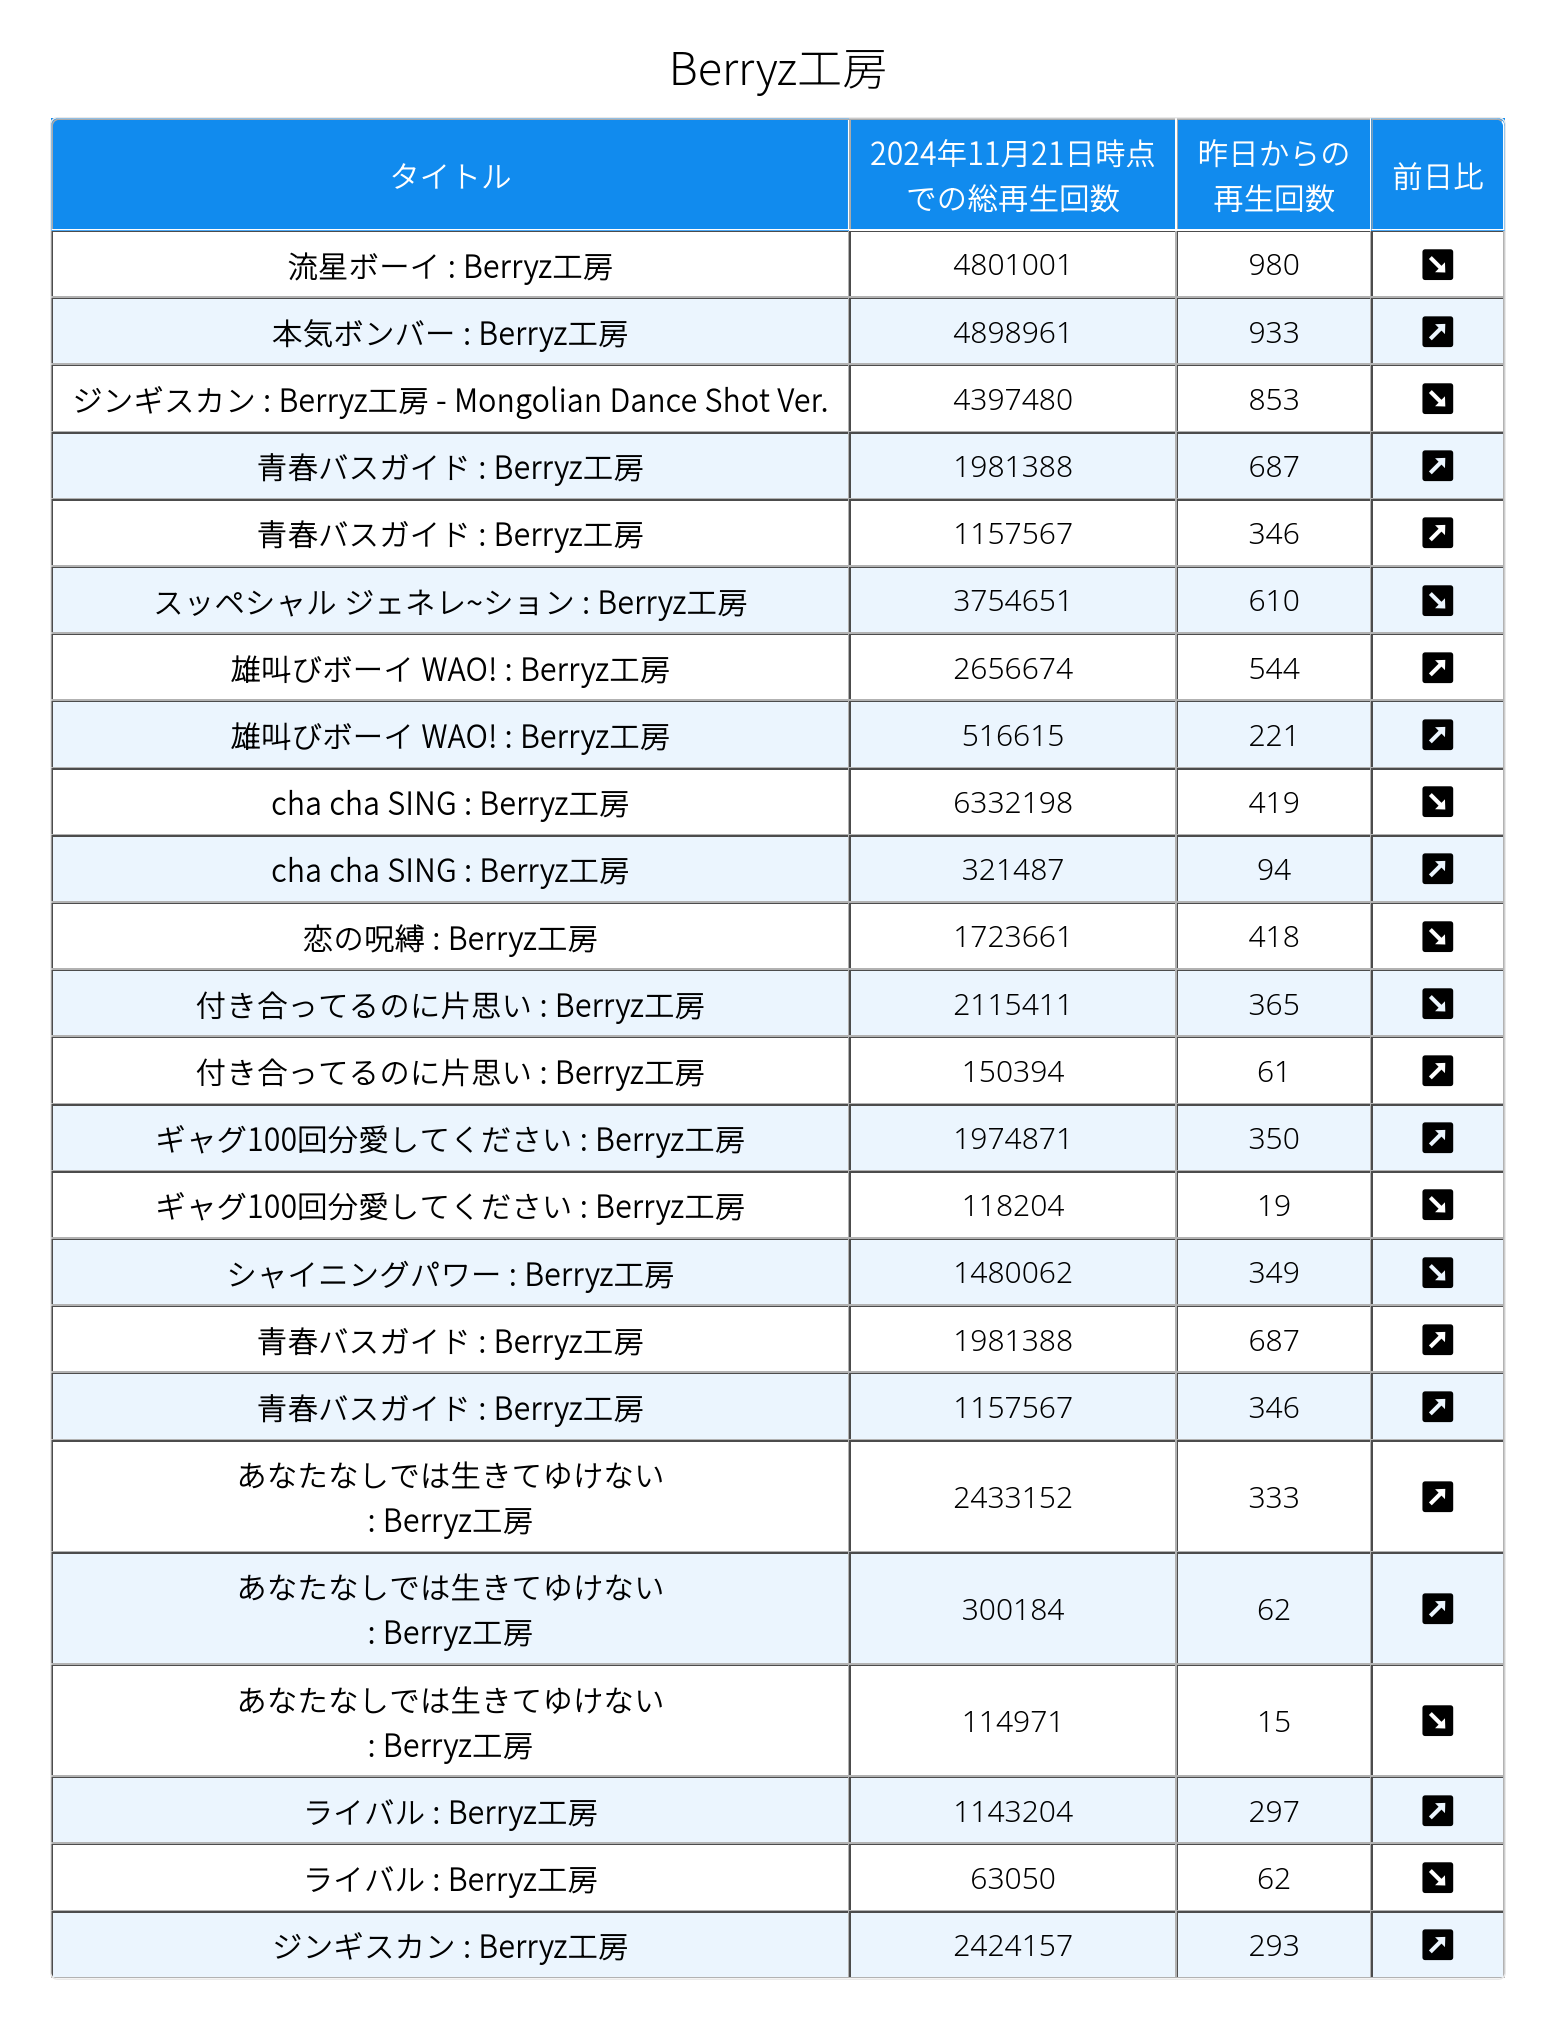 Berryz工房
タイトル 2024年11月21日時点 昨日からの 前日比
での総再生回数 再生回数
流星ボーイ : Berryz工房 4801001 980
本気ボンバー : Berryz工房 4898961 933
ジンギスカン : Berryz工房 - Mongolian Dance Shot Ver. 4397480 853
青春バスガイド : Berryz工房 1981388 687
青春バスガイド : Berryz工房 1157567 346
スッペシャル ジェネレ~ション : Berryz工房 3754651 610
雄叫びボーイ WAO! : Berryz工房 2656674 544
雄叫びボーイ WAO! : Berryz工房 516615 221
cha cha SING : Berryz工房 6332198 419
cha cha SING : Berryz工房 321487 94
恋の呪縛 : Berryz工房 1723661 418
付き合ってるのに片思い : Berryz工房 2115411 365
付き合ってるのに片思い : Berryz工房 150394 61
ギャグ100回分愛してください : Berryz工房 1974871 350
ギャグ100回分愛してください : Berryz工房 118204 19
シャイニングパワー : Berryz工房 1480062 349
青春バスガイド : Berryz工房 1981388 687
青春バスガイド : Berryz工房 1157567 346
あなたなしでは生きてゆけない
: Berryz工房 2433152 333
あなたなしでは生きてゆけない
: Berryz工房 300184 62
あなたなしでは生きてゆけない
: Berryz工房 114971 15
ライバル : Berryz工房 1143204 297
ライバル : Berryz工房 63050 62
ジンギスカン : Berryz工房 2424157 293